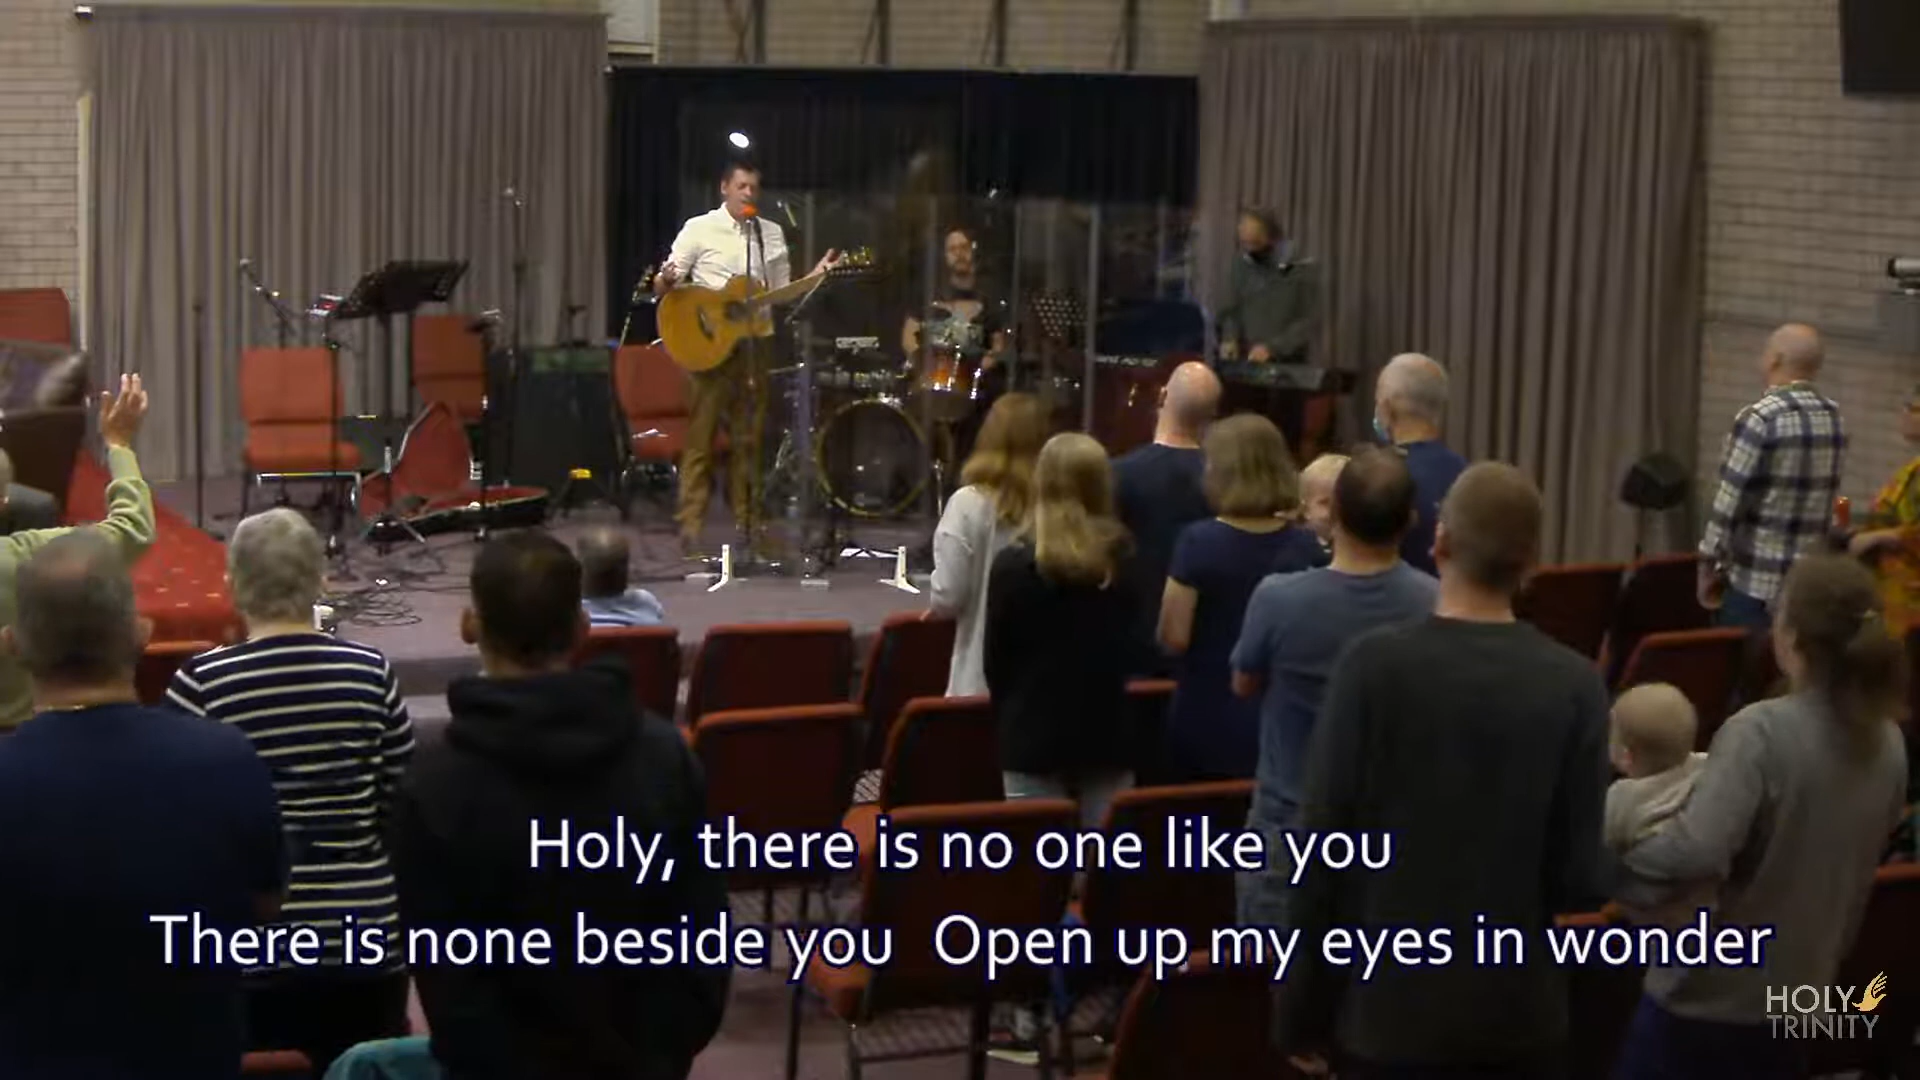 Holy, there is no one like you
There is none beside you Open up my eyes in wonder
HOLY
TRINITY